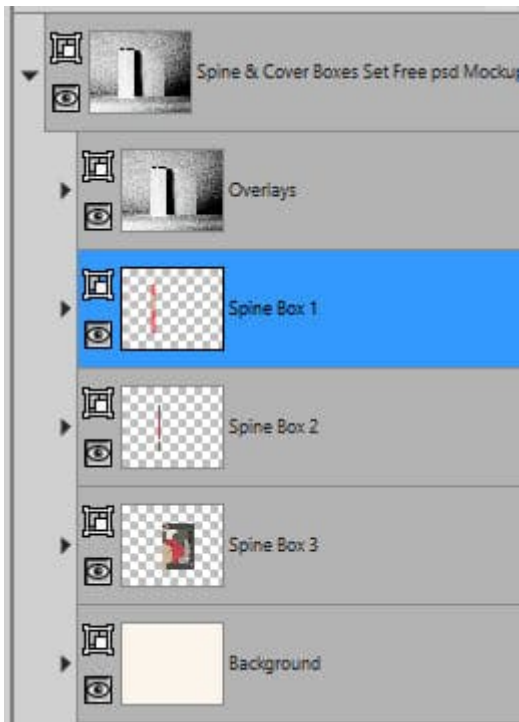 Spine & Cover Boxes Set Free psd Mockup
Overlays
Spine Box 1
Spine Box 2
Spine Box 3
Background